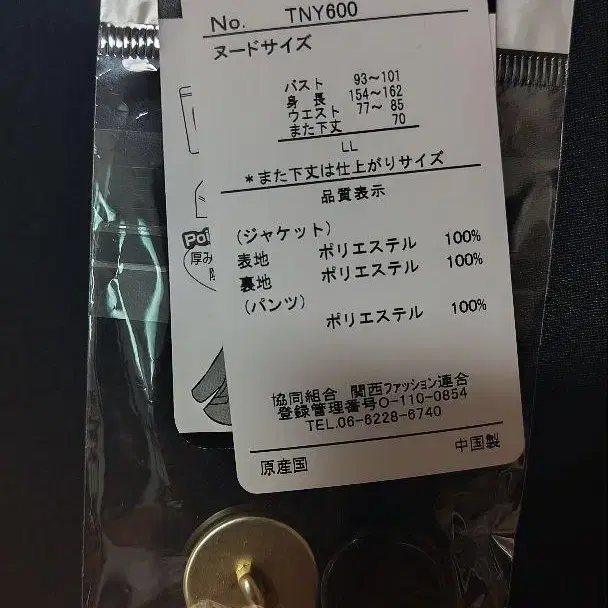 No. TNY600
ヌードサイズ
バスト 93～101
身長 154～162
ウエスト 77～ 85
また下丈 70
LL
＊また下丈は仕上がりサイズ
品質表示
(ジャケット)
表地 ポリエステル 100%
裏地 ポリエステル 100%
(パンツ)
ポリエステル 100%
協同組合 関西ファッション連合
登録管理番号O-110-0854
TEL.06-6228-6740
原産国 中国製
Poi
厚み